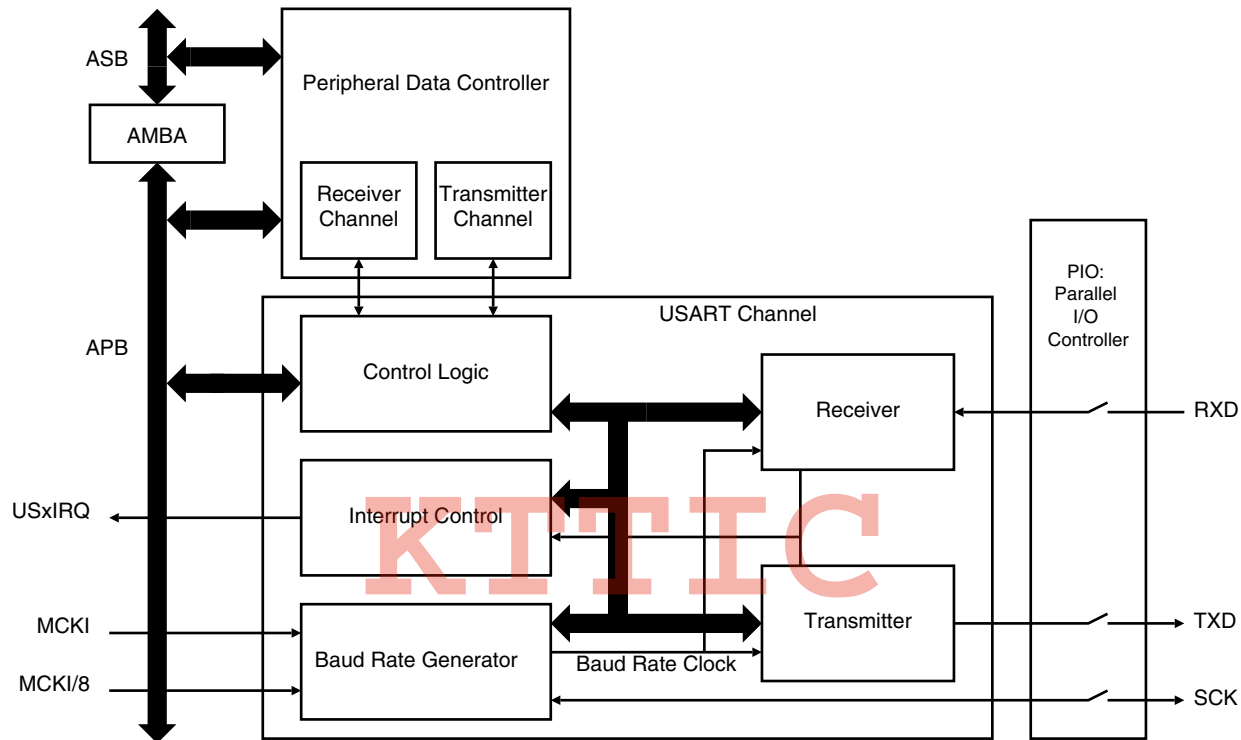 ASB
Peripheral Data Controller
AMBA
Receiver
Channel
Transmitter
Channel
PIO:
Parallel
I/O
Controller
USART Channel
APB
Control Logic
Receiver
RXD
USxIRQ
Interrupt Control
KTTIC
MCKI
Transmitter
TXD
Baud Rate Generator
Baud Rate Clock
MCKI/8
SCK